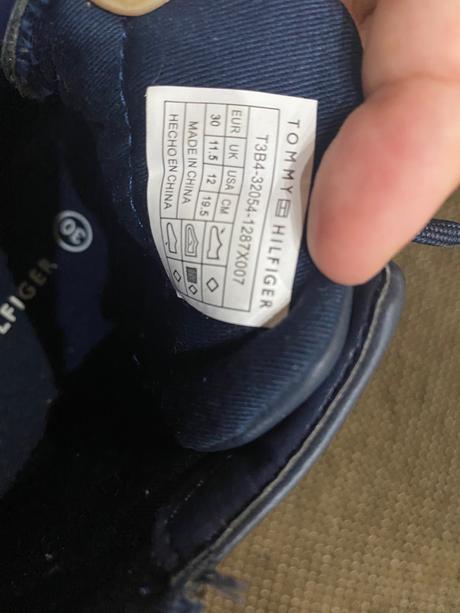 TOMMY HILFIGER
T3B4-32054-1287X007
EUR UK USA CM
30 11.5 12 19.5
MADE IN CHINA
HECHO EN CHINA
30
LFIGER